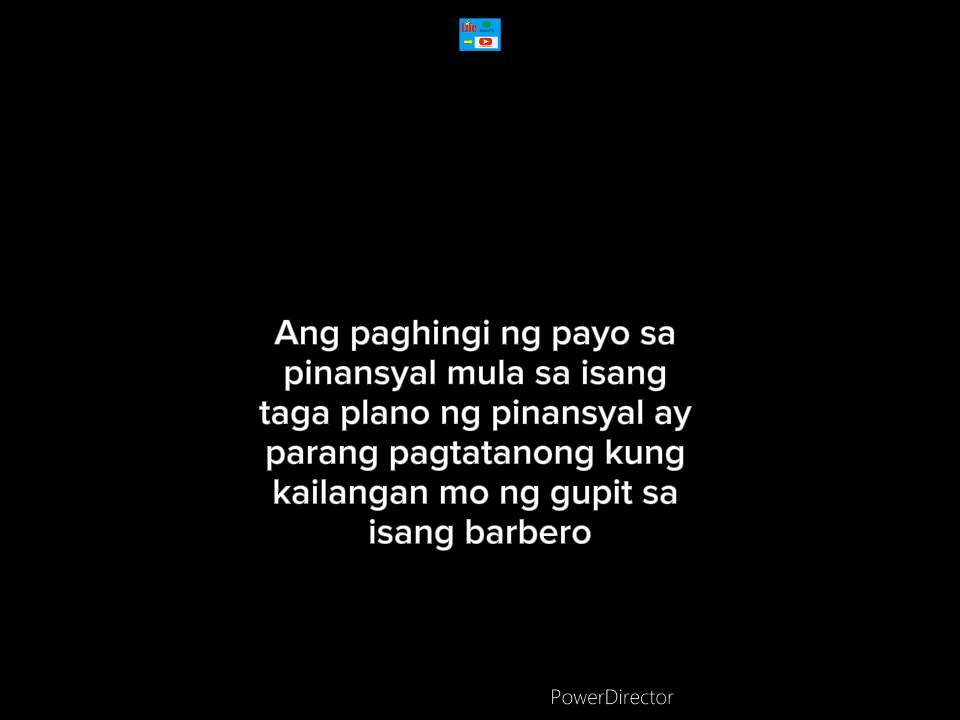 Life
Ang paghingi ng payo sa
pinansyal mula sa isang
taga plano ng pinansyal ay
parang pagtatanong kung
kailangan mo ng gupit sa
isang barbero
PowerDirector